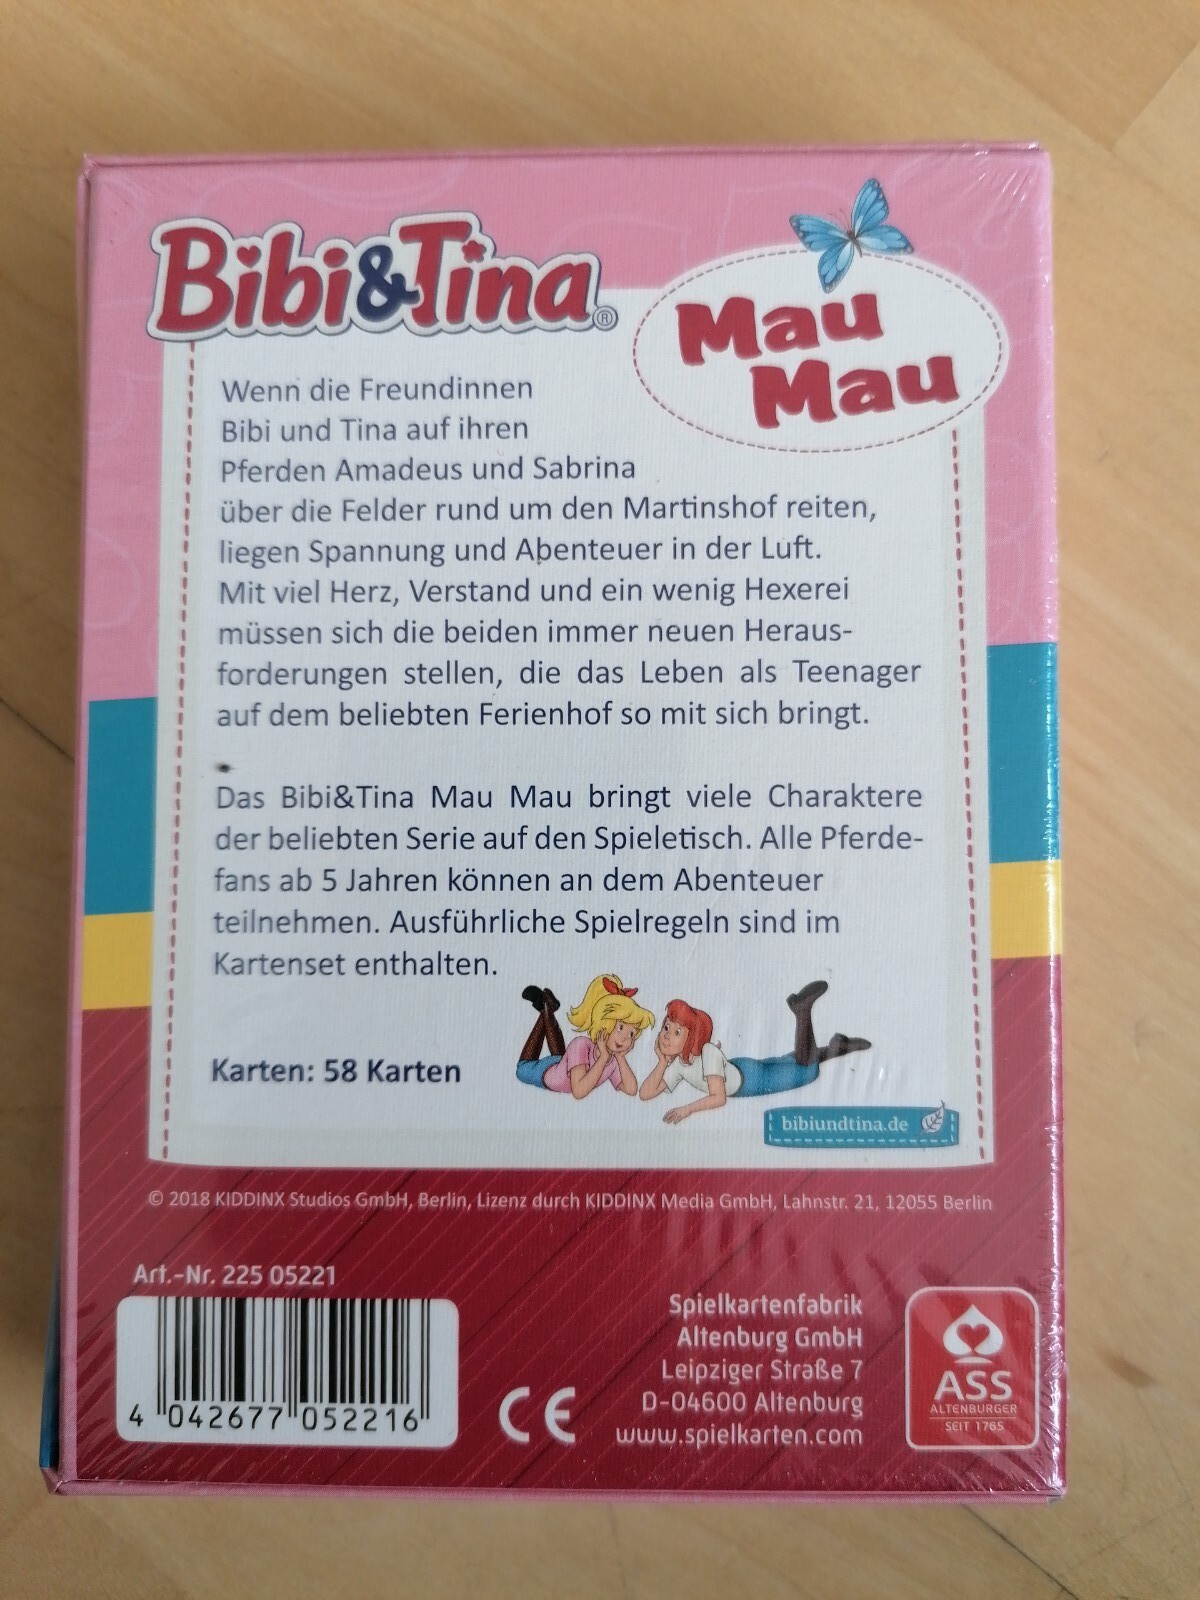 Bibi&Tina®
Mau
Mau
Wenn die Freundinnen
Bibi und Tina auf ihren
Pferden Amadeus und Sabrina
über die Felder rund um den Martinshof reiten,
liegen Spannung und Abenteuer in der Luft.
Mit viel Herz, Verstand und ein wenig Hexerei
müssen sich die beiden immer neuen Heraus-
forderungen stellen, die das Leben als Teenager
auf dem beliebten Ferienhof so mit sich bringt.
Das Bibi&Tina Mau Mau bringt viele Charaktere
der beliebten Serie auf den Spieletisch. Alle Pferde-
fans ab 5 Jahren können an dem Abenteuer
teilnehmen. Ausführliche Spielregeln sind im
Kartenset enthalten.
Karten: 58 Karten
bibiundtina.de
© 2018 KIDDINX Studios GmbH, Berlin, Lizenz durch KIDDINX Media GmbH, Lahnstr. 21, 12055 Berlin
Art.-Nr. 225 05221
4 042677 052216
CE
Spielkartenfabrik
Altenburg GmbH
Leipziger Straße 7
D-04600 Altenburg
www.spielkarten.com
ASS
ALTENBURGER
SEIT 1765